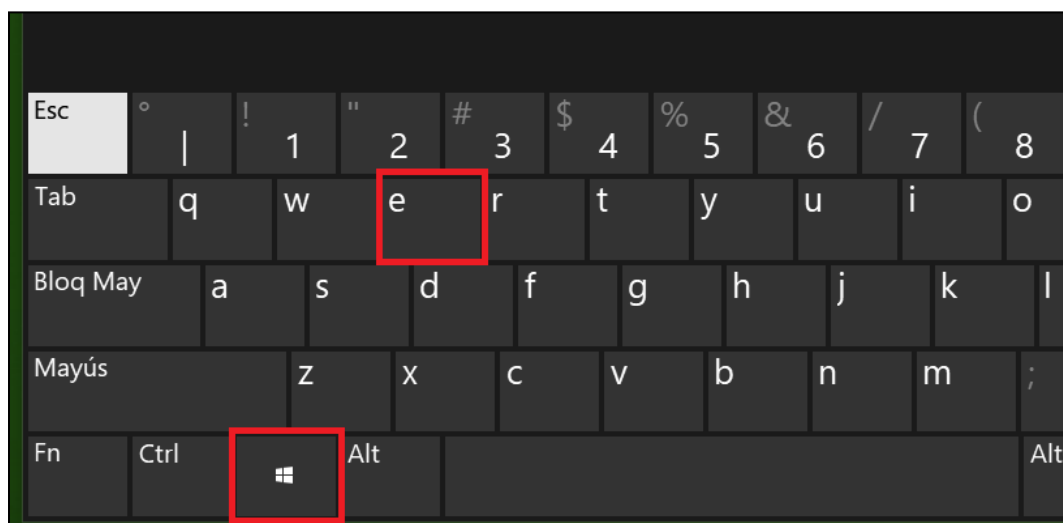 Esc ° | ! 1 " 2 # 3 $ 4 % 5 & 6 / 7 ( 8
Tab q w e r t y u i o
Bloq May a s d f g h j k l
Mayús z x c v b n m ;
Fn Ctrl Alt Alt